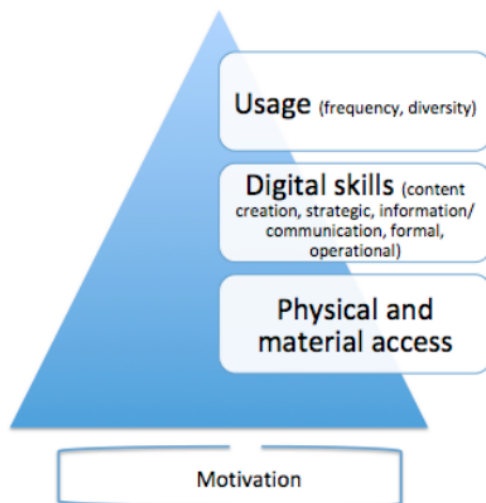 Usage (frequency, diversity)
Digital skills (content
creation, strategic, information/
communication, formal,
operational)
Physical and
material access
Motivation